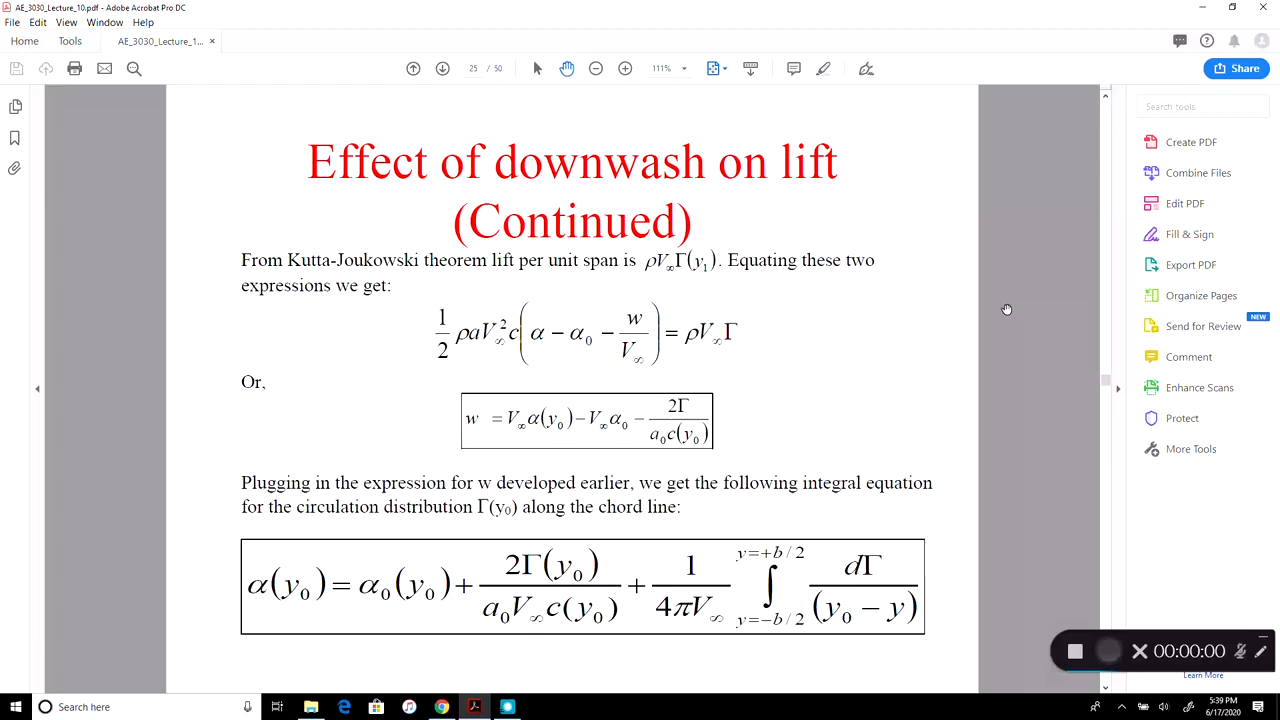 AE_3030_Lecture_10.pdf - Adobe Acrobat Pro DC
File Edit View Window Help
Home Tools AE_3030_Lecture_1... ×
25 / 50 111% Share
Search tools
Create PDF
Combine Files
Edit PDF
Fill & Sign
Export PDF
Organize Pages
Send for Review NEW
Comment
Enhance Scans
Protect
More Tools
Learn More
Effect of downwash on lift
(Continued)
From Kutta-Joukowski theorem lift per unit span is ρV∞Γ(y₁). Equating these two
expressions we get:
1/2 ρaV∞²c(α − α₀ − w/V∞) = ρV∞Γ
Or,
w = V∞α(y₀) − V∞α₀ − 2Γ/(a₀c(y₀))
Plugging in the expression for w developed earlier, we get the following integral equation
for the circulation distribution Γ(y₀) along the chord line:
α(y₀) = α₀(y₀) + 2Γ(y₀)/(a₀V∞c(y₀)) + 1/(4πV∞) ∫_{y=−b/2}^{y=+b/2} dΓ/(y₀ − y)
00:00:00
Search here
5:39 PM
6/17/2020